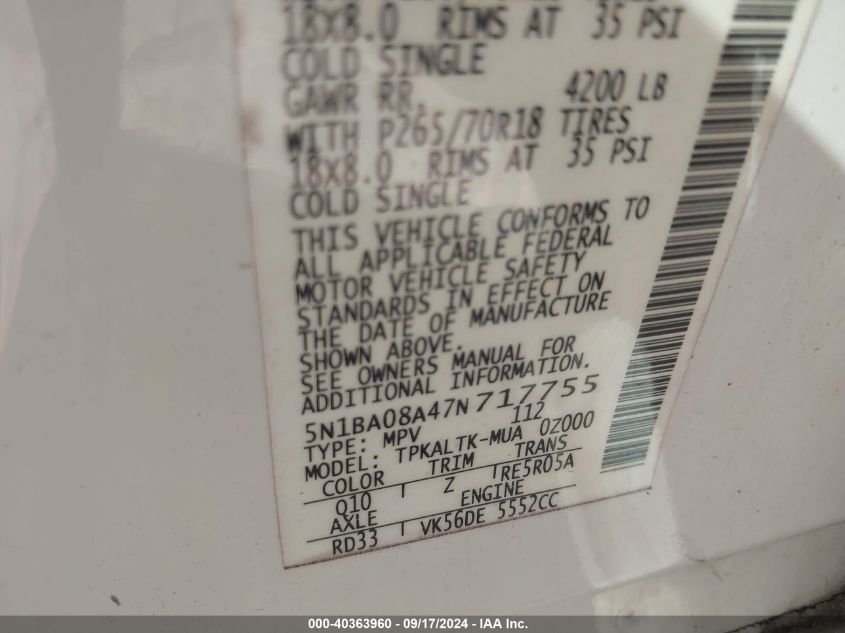 18X8.0 RIMS AT 35 PSI
COLD SINGLE
GAWR RR. 4200 LB
WITH P265/70R18 TIRES
18X8.0 RIMS AT 35 PSI
COLD SINGLE
THIS VEHICLE CONFORMS TO
ALL APPLICABLE FEDERAL
MOTOR VEHICLE SAFETY
STANDARDS IN EFFECT ON
THE DATE OF MANUFACTURE
SHOWN ABOVE.
SEE OWNERS MANUAL FOR
ADDITIONAL INFORMATION.
5N1BA08A47N717755
TYPE: MPV 112
MODEL: TPKALTK-MUA 0Z000
COLOR TRIM TRANS
Q10 Z RE5R05A
AXLE ENGINE
RD33 VK56DE 5552CC
000-40363960 - 09/17/2024 - IAA Inc.